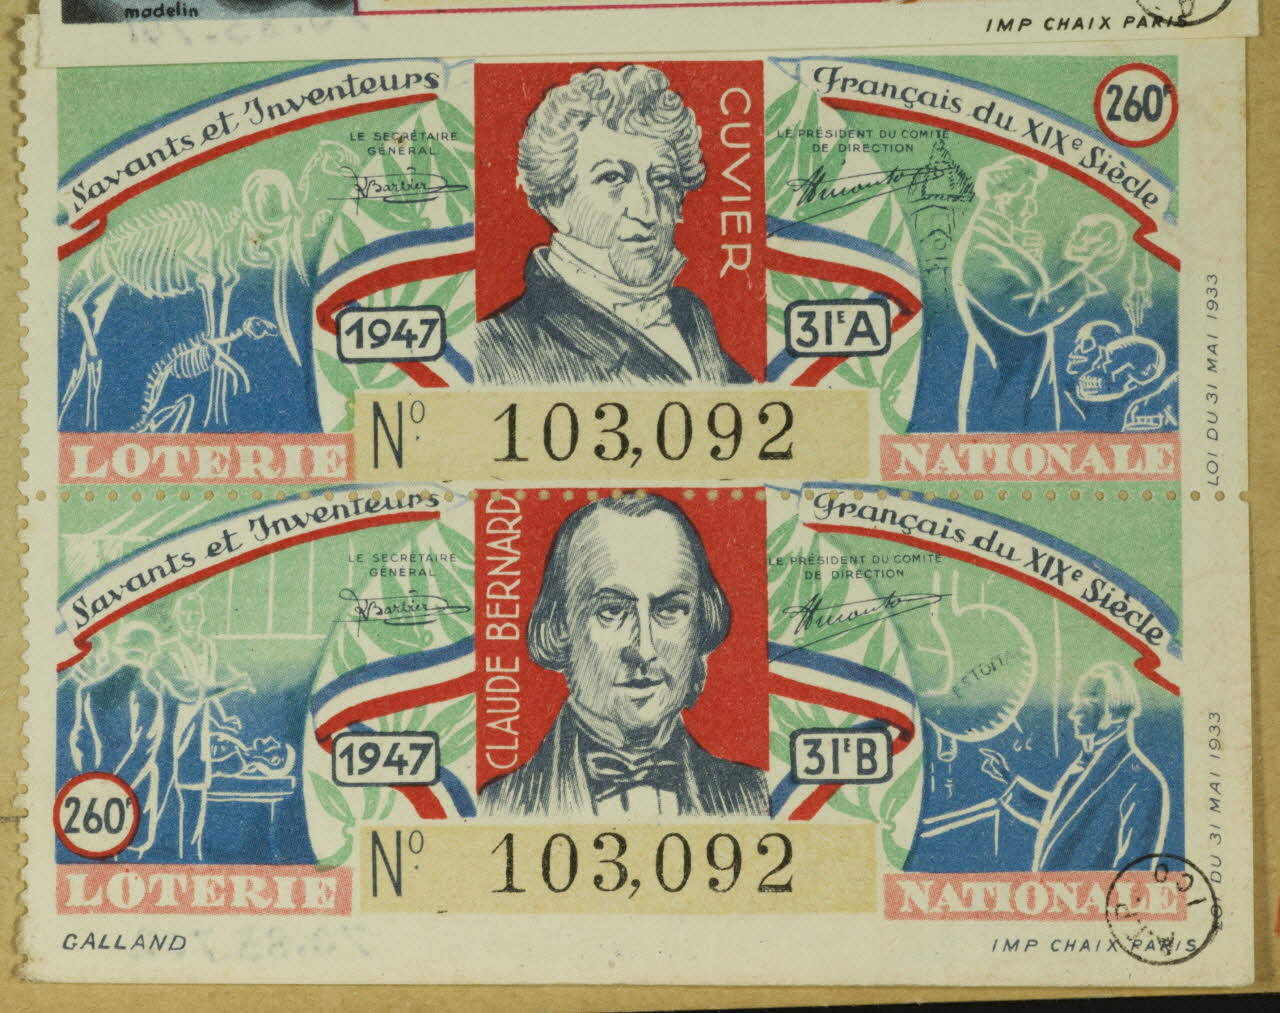 madelin
IMP CHAIX PARIS
Savants et Inventeurs
Français du XIXe Siècle
260F
LE SECRÉTAIRE
GÉNÉRAL
CUVIER
LE PRÉSIDENT DU COMITÉ
DE DIRECTION
1947
31E A
No. 103,092
LOTERIE
NATIONALE
LOI DU 31 MAI 1933
Savants et Inventeurs
Français du XIXe Siècle
LE SECRÉTAIRE
GÉNÉRAL
CLAUDE BERNARD
LE PRÉSIDENT DU COMITÉ
DE DIRECTION
1947
31E B
260F
No. 103,092
LOTERIE
NATIONALE
LOI DU 31 MAI 1933
GALLAND
IMP CHAIX PARIS